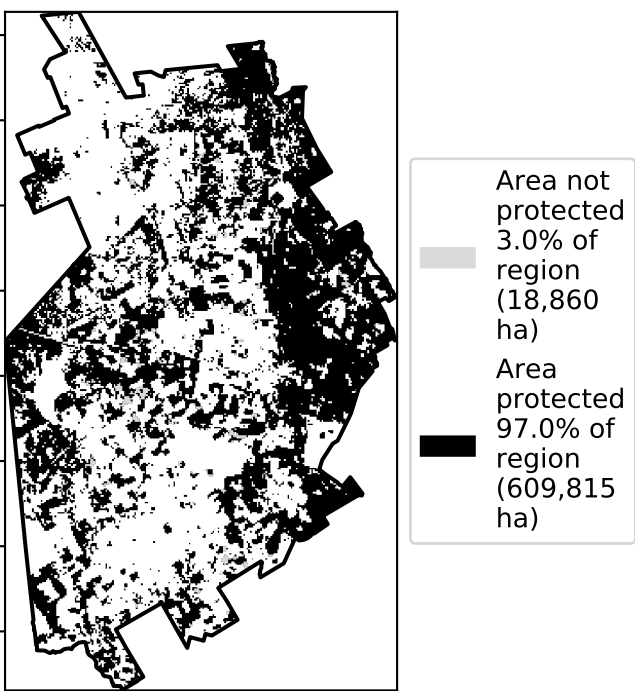 Area not
protected
3.0% of
region
(18,860
ha)
Area
protected
97.0% of
region
(609,815
ha)